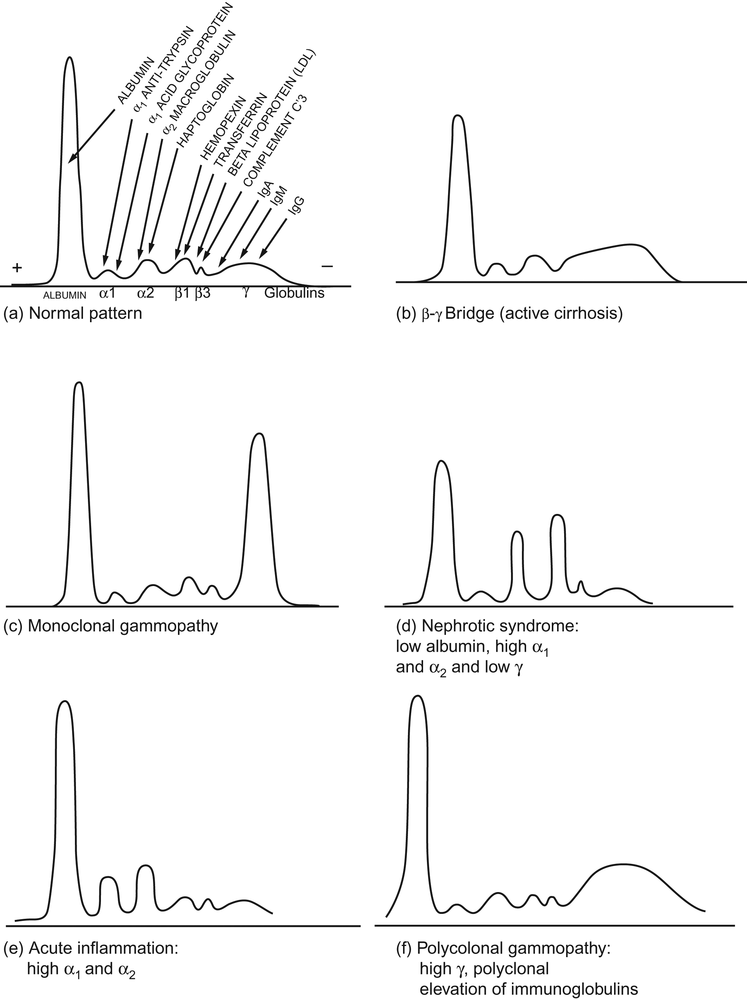 ALBUMIN
α1 ANTI-TRYPSIN
α1 ACID GLYCOPROTEIN
α2 MACROGLOBULIN
HAPTOGLOBIN
HEMOPEXIN
TRANSFERRIN
BETA LIPOPROTEIN (LDL)
COMPLEMENT C'3
IgA
IgM
IgG
+ −
ALBUMIN α1 α2 β1 β3 γ Globulins
(a) Normal pattern
(b) β-γ Bridge (active cirrhosis)
(c) Monoclonal gammopathy
(d) Nephrotic syndrome:
low albumin, high α1
and α2 and low γ
(e) Acute inflammation:
high α1 and α2
(f) Polycolonal gammopathy:
high γ, polyclonal
elevation of immunoglobulins